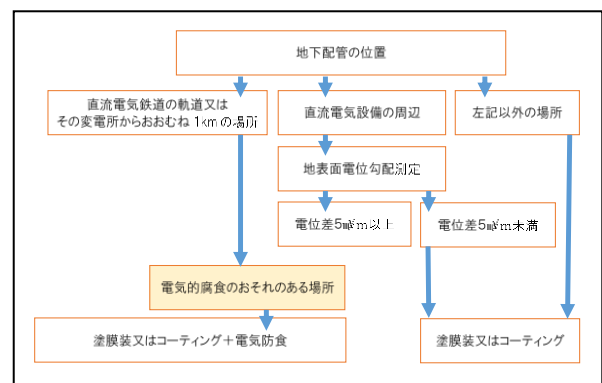 地下配管の位置
直流電気鉄道の軌道又は
その変電所からおおむね 1kmの場所
直流電気設備の周辺
左記以外の場所
地表面電位勾配測定
電位差5㎷/m以上
電位差5㎷/m未満
電気的腐食のおそれのある場所
塗膜装又はコーティング＋電気防食
塗膜装又はコーティング